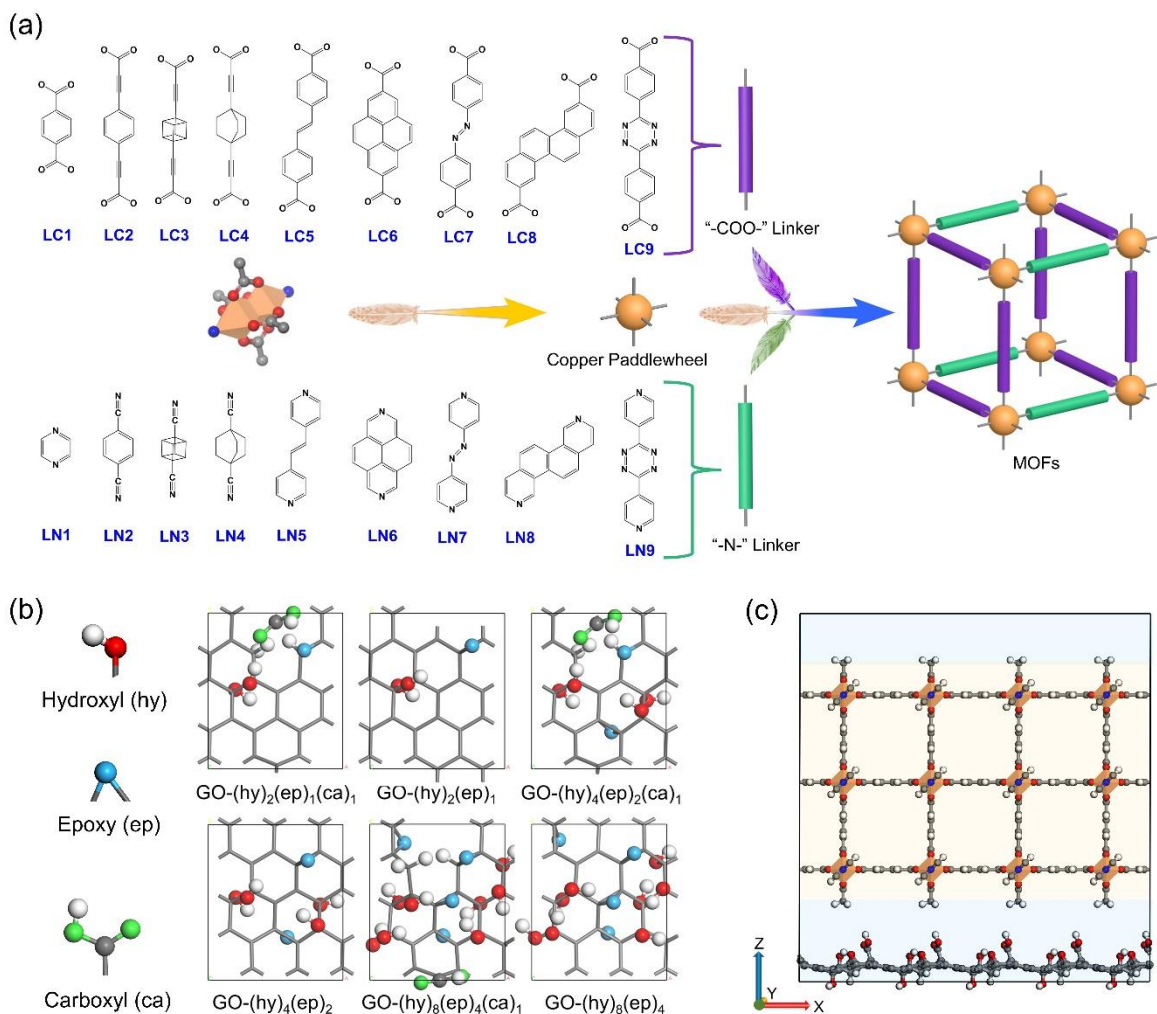 (a)
LC1 LC2 LC3 LC4 LC5 LC6 LC7 LC8 LC9
"-COO-" Linker
Copper Paddlewheel
MOFs
LN1 LN2 LN3 LN4 LN5 LN6 LN7 LN8 LN9
"-N-" Linker
(b)
Hydroxyl (hy)
Epoxy (ep)
Carboxyl (ca)
GO-(hy)₂(ep)₁(ca)₁ GO-(hy)₂(ep)₁ GO-(hy)₄(ep)₂(ca)₁
GO-(hy)₄(ep)₂ GO-(hy)₈(ep)₄(ca)₁ GO-(hy)₈(ep)₄
(c)
Z
Y
X